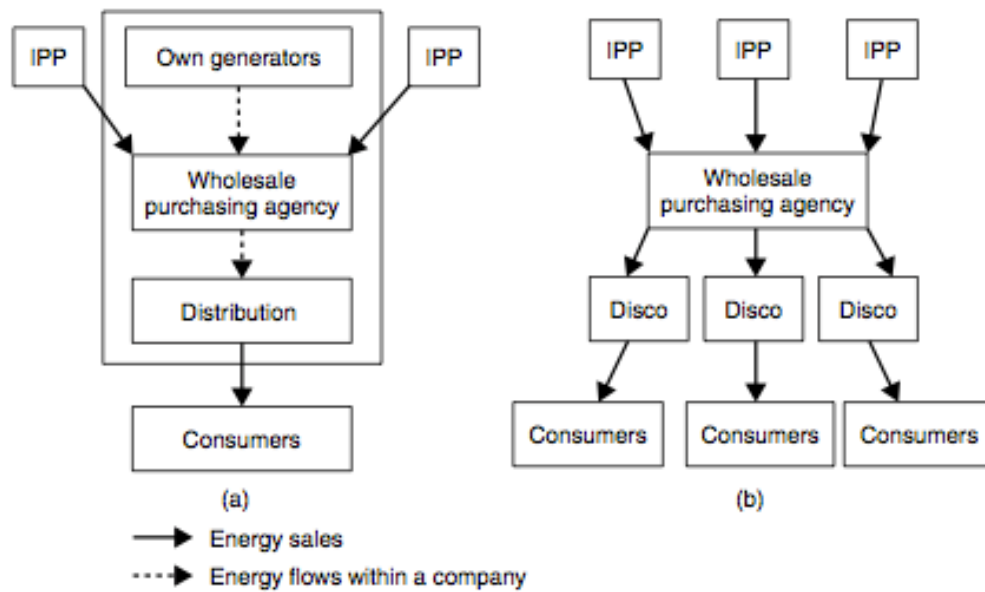 IPP
Own generators
IPP
Wholesale
purchasing agency
Distribution
Consumers
(a)
IPP
IPP
IPP
Wholesale
purchasing agency
Disco
Disco
Disco
Consumers
Consumers
Consumers
(b)
Energy sales
Energy flows within a company